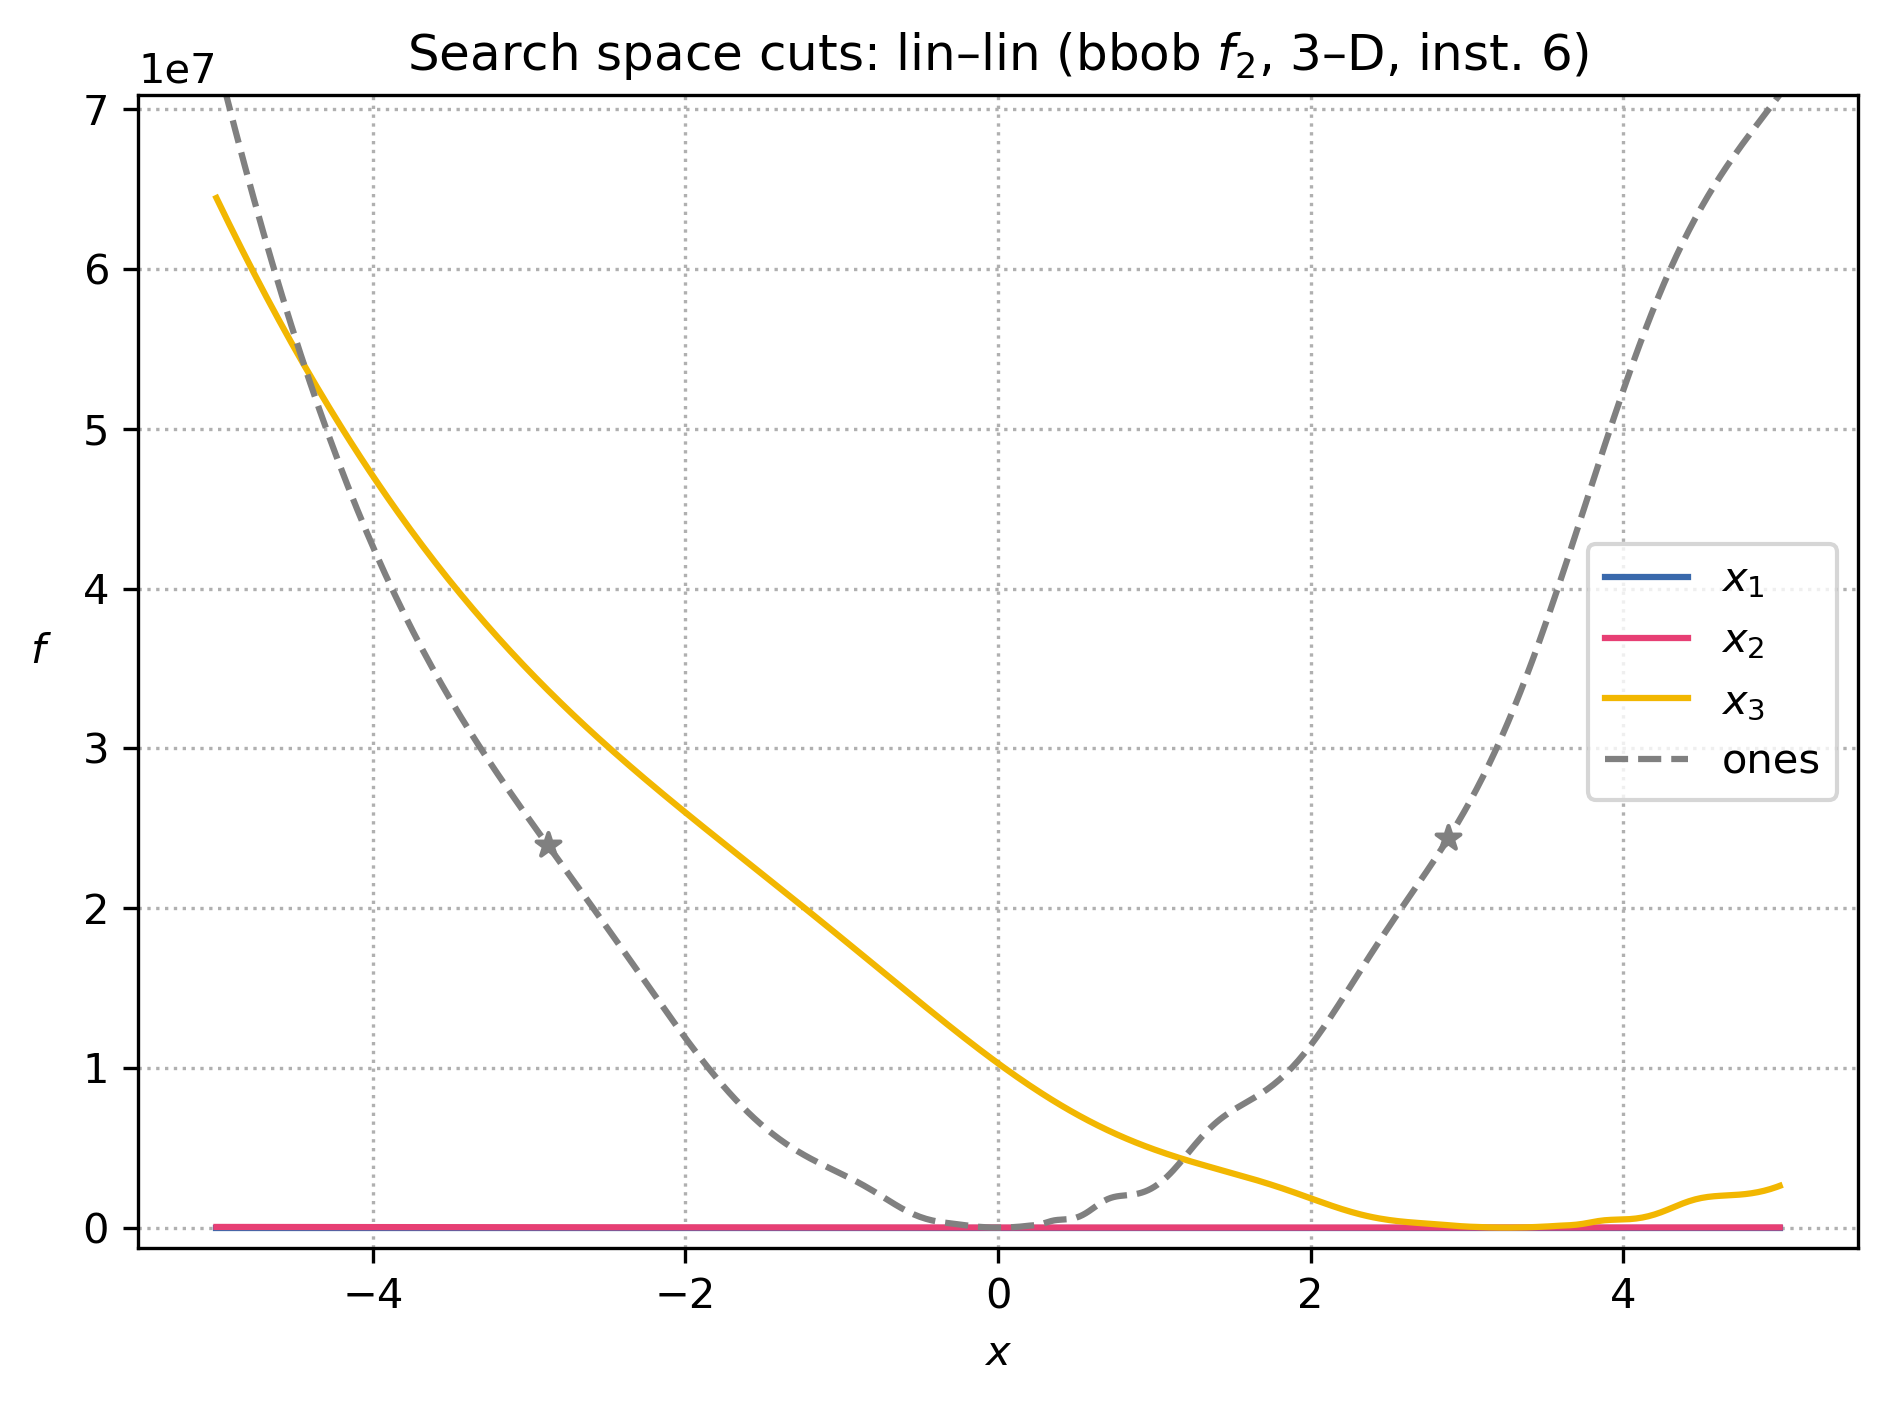 Search space cuts: lin–lin (bbob f₂, 3–D, inst. 6)
1e7
7
6
5
4
3
2
1
0
f
−4
−2
0
2
4
x
x₁
x₂
x₃
ones